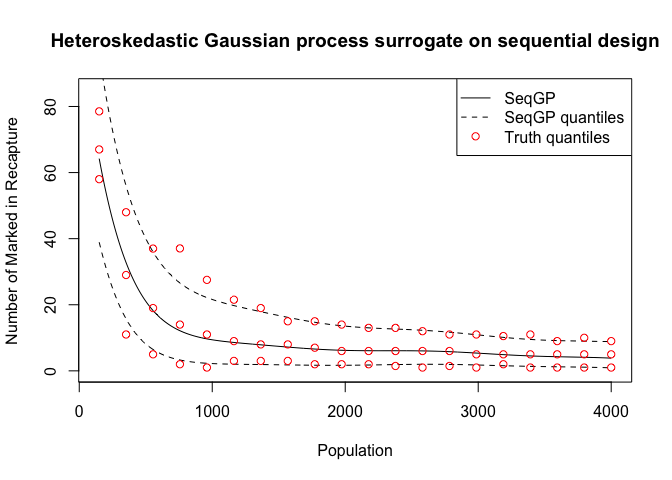 Heteroskedastic Gaussian process surrogate on sequential design
SeqGP
SeqGP quantiles
Truth quantiles
Number of Marked in Recapture
80
60
40
20
0
0 1000 2000 3000 4000
Population